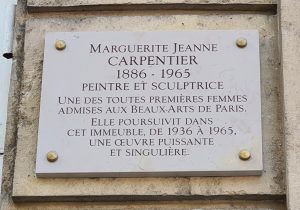 MARGUERITE JEANNE
CARPENTIER
1886 - 1965
PEINTRE ET SCULPTRICE
UNE DES TOUTES PREMIÈRES FEMMES
ADMISES AUX BEAUX-ARTS DE PARIS.
ELLE POURSUIVIT DANS
CET IMMEUBLE, DE 1936 À 1965,
UNE ŒUVRE PUISSANTE
ET SINGULIÈRE.